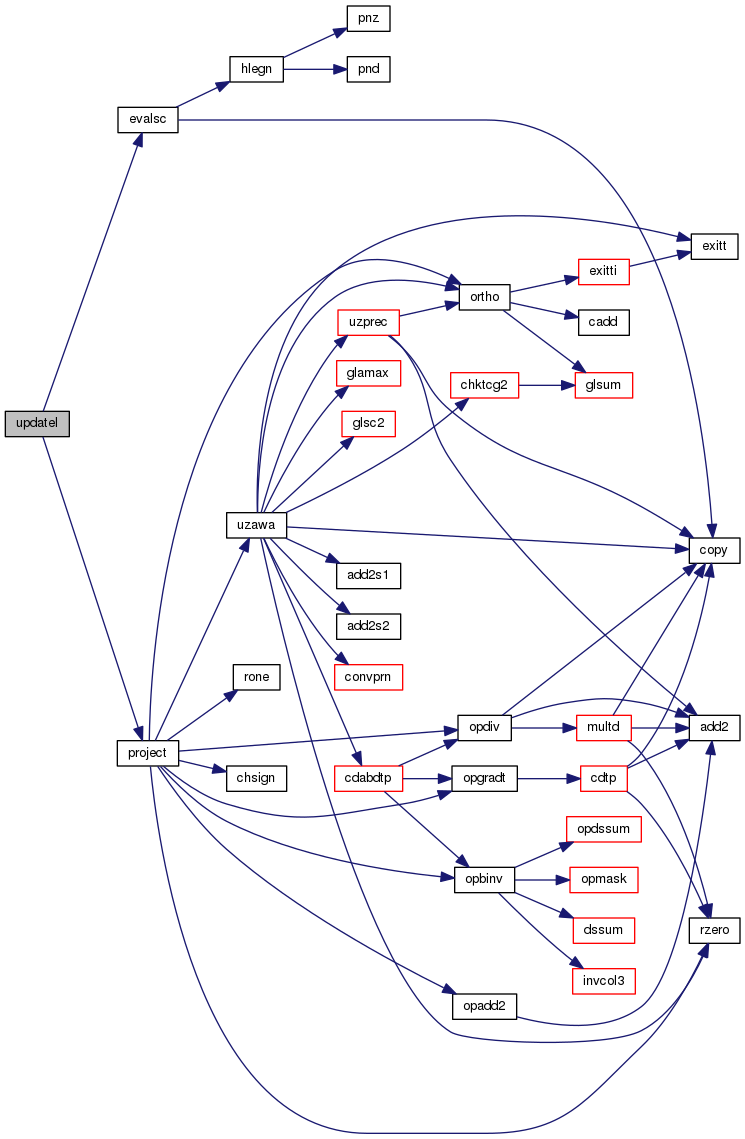 pnz
hlegn
pnd
evalsc
exitt
exitti
ortho
uzprec
cadd
glamax
chktcg2
glsum
glsc2
updatel
uzawa
copy
add2s1
add2s2
convprn
rone
opdiv
multd
add2
project
chsign
cdabdtp
opgradt
cdtp
opdssum
opbinv
opmask
dssum
rzero
invcol3
opadd2